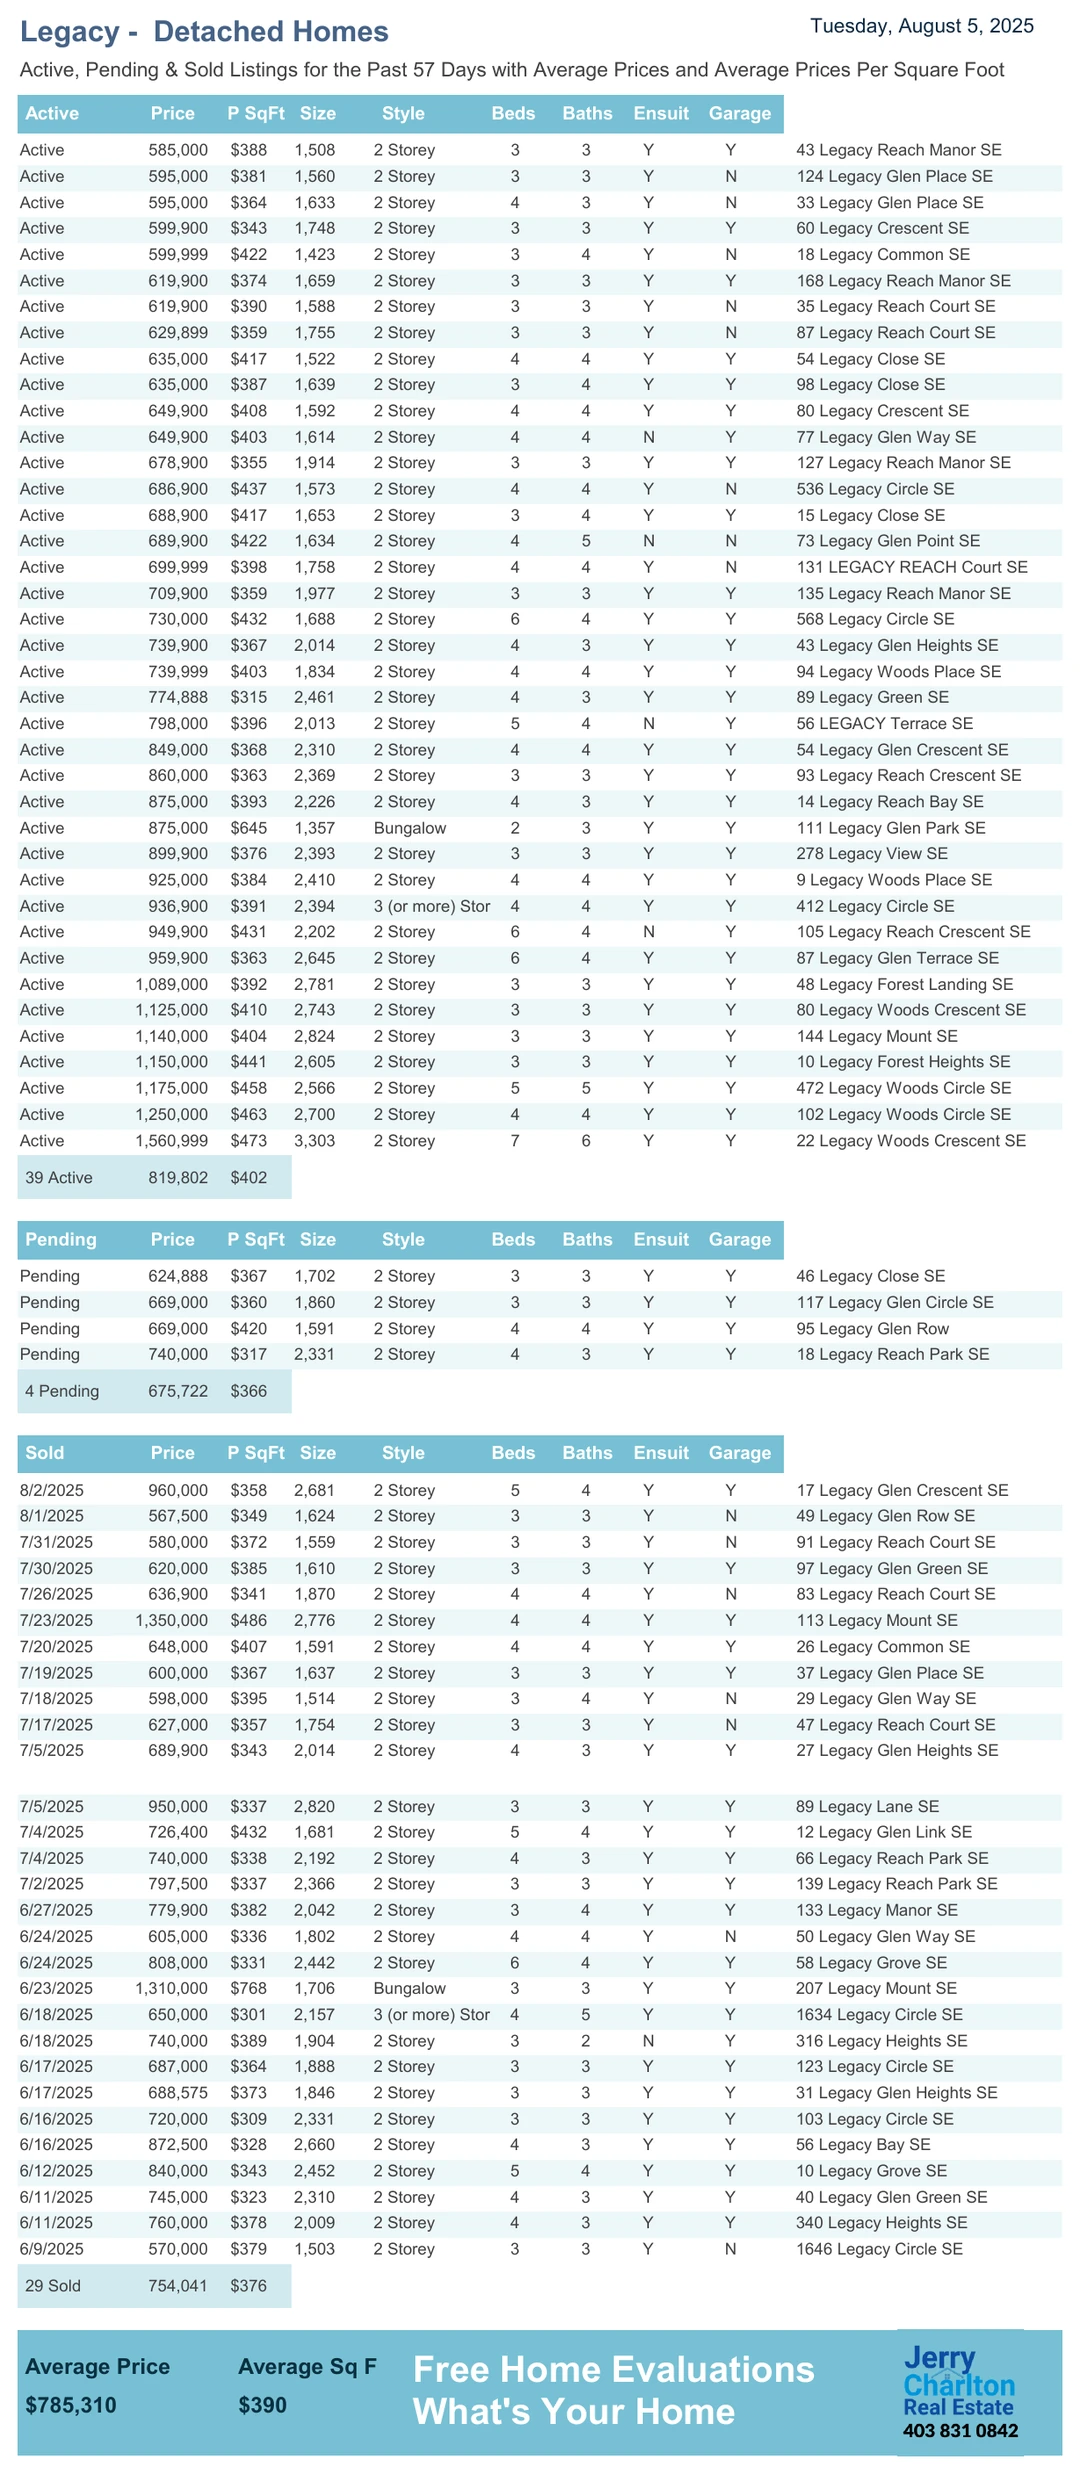 Legacy - Detached Homes Tuesday, August 5, 2025
Active, Pending & Sold Listings for the Past 57 Days with Average Prices and Average Prices Per Square Foot
Active Price P SqFt Size Style Beds Baths Ensuit Garage
Active 585,000 $388 1,508 2 Storey 3 3 Y Y 43 Legacy Reach Manor SE
Active 595,000 $381 1,560 2 Storey 3 3 Y N 124 Legacy Glen Place SE
Active 595,000 $364 1,633 2 Storey 4 3 Y N 33 Legacy Glen Place SE
Active 599,900 $343 1,748 2 Storey 3 3 Y Y 60 Legacy Crescent SE
Active 599,999 $422 1,423 2 Storey 3 4 Y N 18 Legacy Common SE
Active 619,900 $374 1,659 2 Storey 3 3 Y Y 168 Legacy Reach Manor SE
Active 619,900 $390 1,588 2 Storey 3 3 Y N 35 Legacy Reach Court SE
Active 629,899 $359 1,755 2 Storey 3 3 Y N 87 Legacy Reach Court SE
Active 635,000 $417 1,522 2 Storey 4 4 Y Y 54 Legacy Close SE
Active 635,000 $387 1,639 2 Storey 3 4 Y Y 98 Legacy Close SE
Active 649,900 $408 1,592 2 Storey 4 4 Y Y 80 Legacy Crescent SE
Active 649,900 $403 1,614 2 Storey 4 4 N Y 77 Legacy Glen Way SE
Active 678,900 $355 1,914 2 Storey 3 3 Y Y 127 Legacy Reach Manor SE
Active 686,900 $437 1,573 2 Storey 4 4 Y N 536 Legacy Circle SE
Active 688,900 $417 1,653 2 Storey 3 4 Y Y 15 Legacy Close SE
Active 689,900 $422 1,634 2 Storey 4 5 N N 73 Legacy Glen Point SE
Active 699,999 $398 1,758 2 Storey 4 4 Y N 131 LEGACY REACH Court SE
Active 709,900 $359 1,977 2 Storey 3 3 Y Y 135 Legacy Reach Manor SE
Active 730,000 $432 1,688 2 Storey 6 4 Y Y 568 Legacy Circle SE
Active 739,900 $367 2,014 2 Storey 4 3 Y Y 43 Legacy Glen Heights SE
Active 739,999 $403 1,834 2 Storey 4 4 Y Y 94 Legacy Woods Place SE
Active 774,888 $315 2,461 2 Storey 4 3 Y Y 89 Legacy Green SE
Active 798,000 $396 2,013 2 Storey 5 4 N Y 56 LEGACY Terrace SE
Active 849,000 $368 2,310 2 Storey 4 4 Y Y 54 Legacy Glen Crescent SE
Active 860,000 $363 2,369 2 Storey 3 3 Y Y 93 Legacy Reach Crescent SE
Active 875,000 $393 2,226 2 Storey 4 3 Y Y 14 Legacy Reach Bay SE
Active 875,000 $645 1,357 Bungalow 2 3 Y Y 111 Legacy Glen Park SE
Active 899,900 $376 2,393 2 Storey 3 3 Y Y 278 Legacy View SE
Active 925,000 $384 2,410 2 Storey 4 4 Y Y 9 Legacy Woods Place SE
Active 936,900 $391 2,394 3 (or more) Stor 4 4 Y Y 412 Legacy Circle SE
Active 949,900 $431 2,202 2 Storey 6 4 N Y 105 Legacy Reach Crescent SE
Active 959,900 $363 2,645 2 Storey 6 4 Y Y 87 Legacy Glen Terrace SE
Active 1,089,000 $392 2,781 2 Storey 3 3 Y Y 48 Legacy Forest Landing SE
Active 1,125,000 $410 2,743 2 Storey 3 3 Y Y 80 Legacy Woods Crescent SE
Active 1,140,000 $404 2,824 2 Storey 3 3 Y Y 144 Legacy Mount SE
Active 1,150,000 $441 2,605 2 Storey 3 3 Y Y 10 Legacy Forest Heights SE
Active 1,175,000 $458 2,566 2 Storey 5 5 Y Y 472 Legacy Woods Circle SE
Active 1,250,000 $463 2,700 2 Storey 4 4 Y Y 102 Legacy Woods Circle SE
Active 1,560,999 $473 3,303 2 Storey 7 6 Y Y 22 Legacy Woods Crescent SE
39 Active 819,802 $402
Pending Price P SqFt Size Style Beds Baths Ensuit Garage
Pending 624,888 $367 1,702 2 Storey 3 3 Y Y 46 Legacy Close SE
Pending 669,000 $360 1,860 2 Storey 3 3 Y Y 117 Legacy Glen Circle SE
Pending 669,000 $420 1,591 2 Storey 4 4 Y Y 95 Legacy Glen Row
Pending 740,000 $317 2,331 2 Storey 4 3 Y Y 18 Legacy Reach Park SE
4 Pending 675,722 $366
Sold Price P SqFt Size Style Beds Baths Ensuit Garage
8/2/2025 960,000 $358 2,681 2 Storey 5 4 Y Y 17 Legacy Glen Crescent SE
8/1/2025 567,500 $349 1,624 2 Storey 3 3 Y N 49 Legacy Glen Row SE
7/31/2025 580,000 $372 1,559 2 Storey 3 3 Y N 91 Legacy Reach Court SE
7/30/2025 620,000 $385 1,610 2 Storey 3 3 Y Y 97 Legacy Glen Green SE
7/26/2025 636,900 $341 1,870 2 Storey 4 4 Y N 83 Legacy Reach Court SE
7/23/2025 1,350,000 $486 2,776 2 Storey 4 4 Y Y 113 Legacy Mount SE
7/20/2025 648,000 $407 1,591 2 Storey 4 4 Y Y 26 Legacy Common SE
7/19/2025 600,000 $367 1,637 2 Storey 3 3 Y Y 37 Legacy Glen Place SE
7/18/2025 598,000 $395 1,514 2 Storey 3 4 Y N 29 Legacy Glen Way SE
7/17/2025 627,000 $357 1,754 2 Storey 3 3 Y N 47 Legacy Reach Court SE
7/5/2025 689,900 $343 2,014 2 Storey 4 3 Y Y 27 Legacy Glen Heights SE
7/5/2025 950,000 $337 2,820 2 Storey 3 3 Y Y 89 Legacy Lane SE
7/4/2025 726,400 $432 1,681 2 Storey 5 4 Y Y 12 Legacy Glen Link SE
7/4/2025 740,000 $338 2,192 2 Storey 4 3 Y Y 66 Legacy Reach Park SE
7/2/2025 797,500 $337 2,366 2 Storey 3 3 Y Y 139 Legacy Reach Park SE
6/27/2025 779,900 $382 2,042 2 Storey 3 4 Y Y 133 Legacy Manor SE
6/24/2025 605,000 $336 1,802 2 Storey 4 4 Y N 50 Legacy Glen Way SE
6/24/2025 808,000 $331 2,442 2 Storey 6 4 Y Y 58 Legacy Grove SE
6/23/2025 1,310,000 $768 1,706 Bungalow 3 3 Y Y 207 Legacy Mount SE
6/18/2025 650,000 $301 2,157 3 (or more) Stor 4 5 Y Y 1634 Legacy Circle SE
6/18/2025 740,000 $389 1,904 2 Storey 3 2 N Y 316 Legacy Heights SE
6/17/2025 687,000 $364 1,888 2 Storey 3 3 Y Y 123 Legacy Circle SE
6/17/2025 688,575 $373 1,846 2 Storey 3 3 Y Y 31 Legacy Glen Heights SE
6/16/2025 720,000 $309 2,331 2 Storey 3 3 Y Y 103 Legacy Circle SE
6/16/2025 872,500 $328 2,660 2 Storey 4 3 Y Y 56 Legacy Bay SE
6/12/2025 840,000 $343 2,452 2 Storey 5 4 Y Y 10 Legacy Grove SE
6/11/2025 745,000 $323 2,310 2 Storey 4 3 Y Y 40 Legacy Glen Green SE
6/11/2025 760,000 $378 2,009 2 Storey 4 3 Y Y 340 Legacy Heights SE
6/9/2025 570,000 $379 1,503 2 Storey 3 3 Y N 1646 Legacy Circle SE
29 Sold 754,041 $376
Average Price Average Sq F
$785,310 $390
Free Home Evaluations
What's Your Home
Jerry
Charlton
Real Estate
403 831 0842